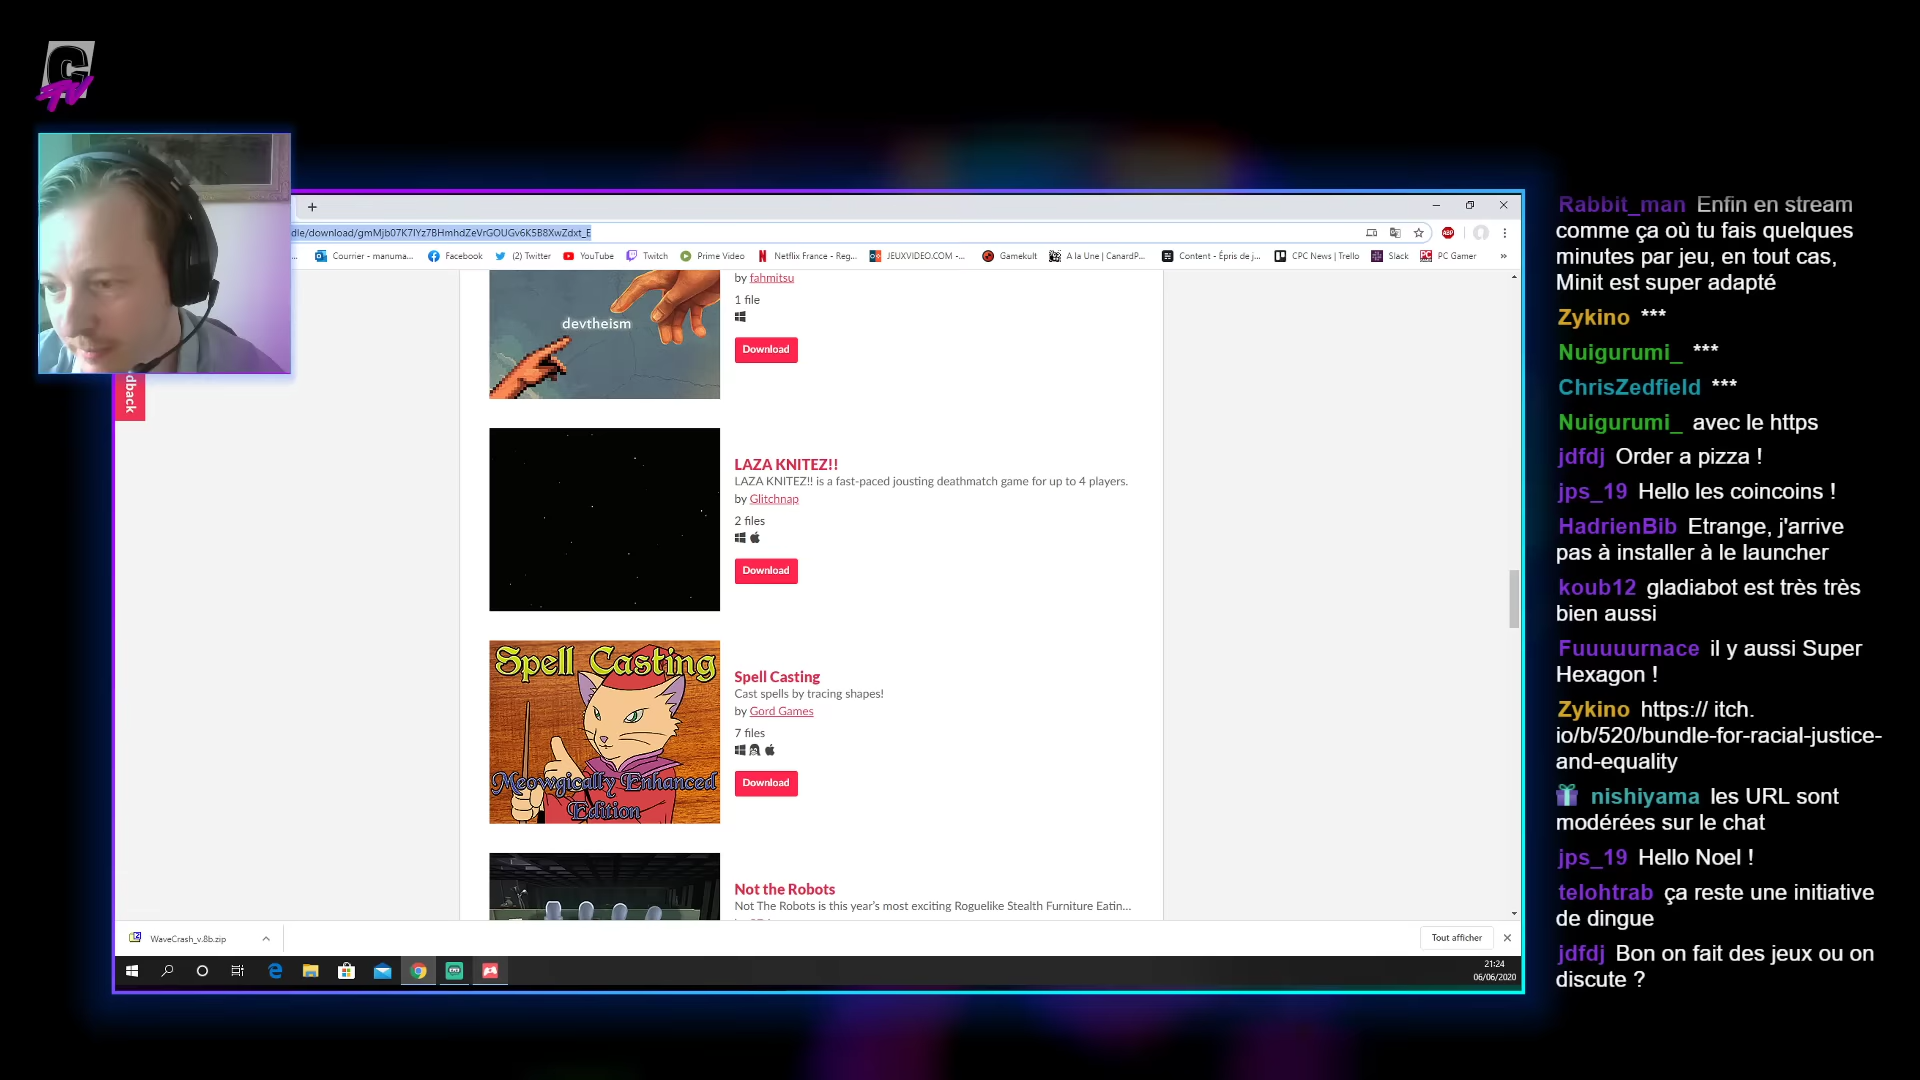 C
TV
dle/download/gmMjb07K7IYz7BHmhdZeVrGOUGv6K5B8XwZdxt_E
ABP
Courrier - manuma...
Facebook
(2) Twitter
YouTube
Twitch
Prime Video
Netflix France - Reg...
JEUXVIDEO.COM -...
Gamekult
A la Une | CanardP...
Content - Épris de j...
CPC News | Trello
Slack
PC Gamer
»
dback
devtheism
by fahmitsu
1 file
Download
LAZA KNITEZ!!
LAZA KNITEZ!! is a fast-paced jousting deathmatch game for up to 4 players.
by Glitchnap
2 files
Download
Spell Casting
Meowgically Enhanced
Edition
Spell Casting
Cast spells by tracing shapes!
by Gord Games
7 files
Download
Not the Robots
Not The Robots is this year's most exciting Roguelike Stealth Furniture Eatin...
WaveCrash_v.8b.zip
Tout afficher
21:24
06/06/2020
Rabbit_man Enfin en stream
comme ça où tu fais quelques
minutes par jeu, en tout cas,
Minit est super adapté
Zykino ***
Nuigurumi_ ***
ChrisZedfield ***
Nuigurumi_ avec le https
jdfdj Order a pizza !
jps_19 Hello les coincoins !
HadrienBib Etrange, j'arrive
pas à installer à le launcher
koub12 gladiabot est très très
bien aussi
Fuuuuurnace il y aussi Super
Hexagon !
Zykino https:// itch.
io/b/520/bundle-for-racial-justice-
and-equality
nishiyama les URL sont
modérées sur le chat
jps_19 Hello Noel !
telohtrab ça reste une initiative
de dingue
jdfdj Bon on fait des jeux ou on
discute ?